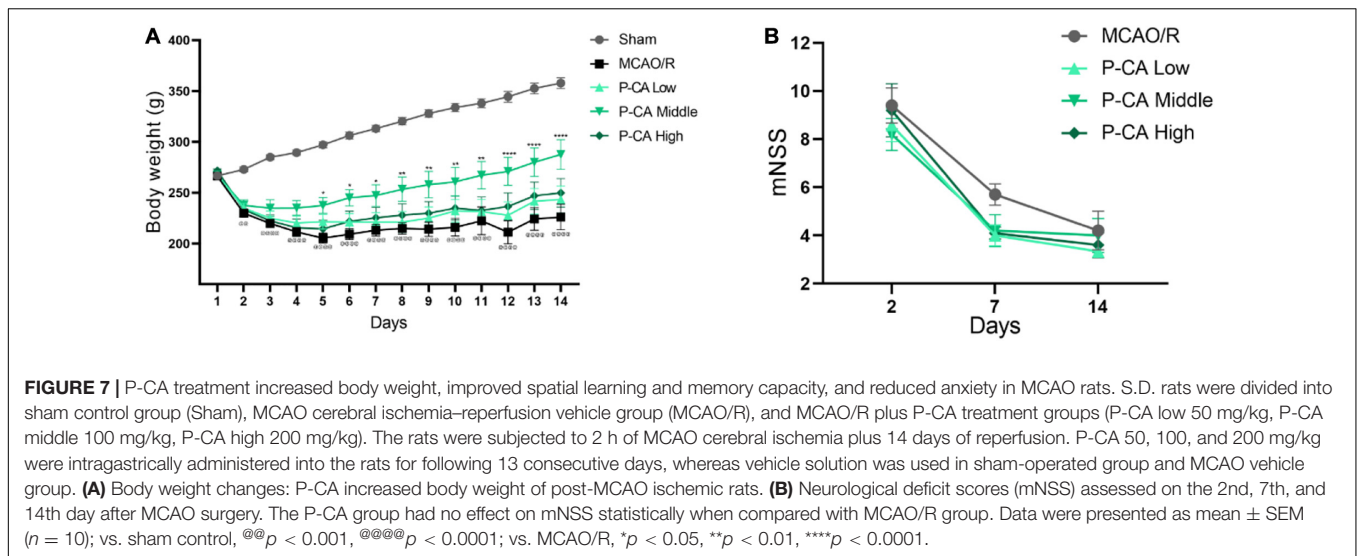 A
400
350
300
250
200
Body weight (g)
Sham
MCAO/R
P-CA Low
P-CA Middle
P-CA High
* * * ** ** ** ** **** **** ****
@@ @@@@ @@@@ @@@@ @@@@ @@@@ @@@@ @@@@ @@@@ @@@@ @@@@ @@@@ @@@@
1 2 3 4 5 6 7 8 9 10 11 12 13 14
Days
B
12
10
8
6
4
2
mNSS
MCAO/R
P-CA Low
P-CA Middle
P-CA High
2 7 14
Days
FIGURE 7 | P-CA treatment increased body weight, improved spatial learning and memory capacity, and reduced anxiety in MCAO rats. S.D. rats were divided into
sham control group (Sham), MCAO cerebral ischemia–reperfusion vehicle group (MCAO/R), and MCAO/R plus P-CA treatment groups (P-CA low 50 mg/kg, P-CA
middle 100 mg/kg, P-CA high 200 mg/kg). The rats were subjected to 2 h of MCAO cerebral ischemia plus 14 days of reperfusion. P-CA 50, 100, and 200 mg/kg
were intragastrically administered into the rats for following 13 consecutive days, whereas vehicle solution was used in sham-operated group and MCAO vehicle
group. (A) Body weight changes: P-CA increased body weight of post-MCAO ischemic rats. (B) Neurological deficit scores (mNSS) assessed on the 2nd, 7th, and
14th day after MCAO surgery. The P-CA group had no effect on mNSS statistically when compared with MCAO/R group. Data were presented as mean ± SEM
(n = 10); vs. sham control, @@p < 0.001, @@@@p < 0.0001; vs. MCAO/R, *p < 0.05, **p < 0.01, ****p < 0.0001.